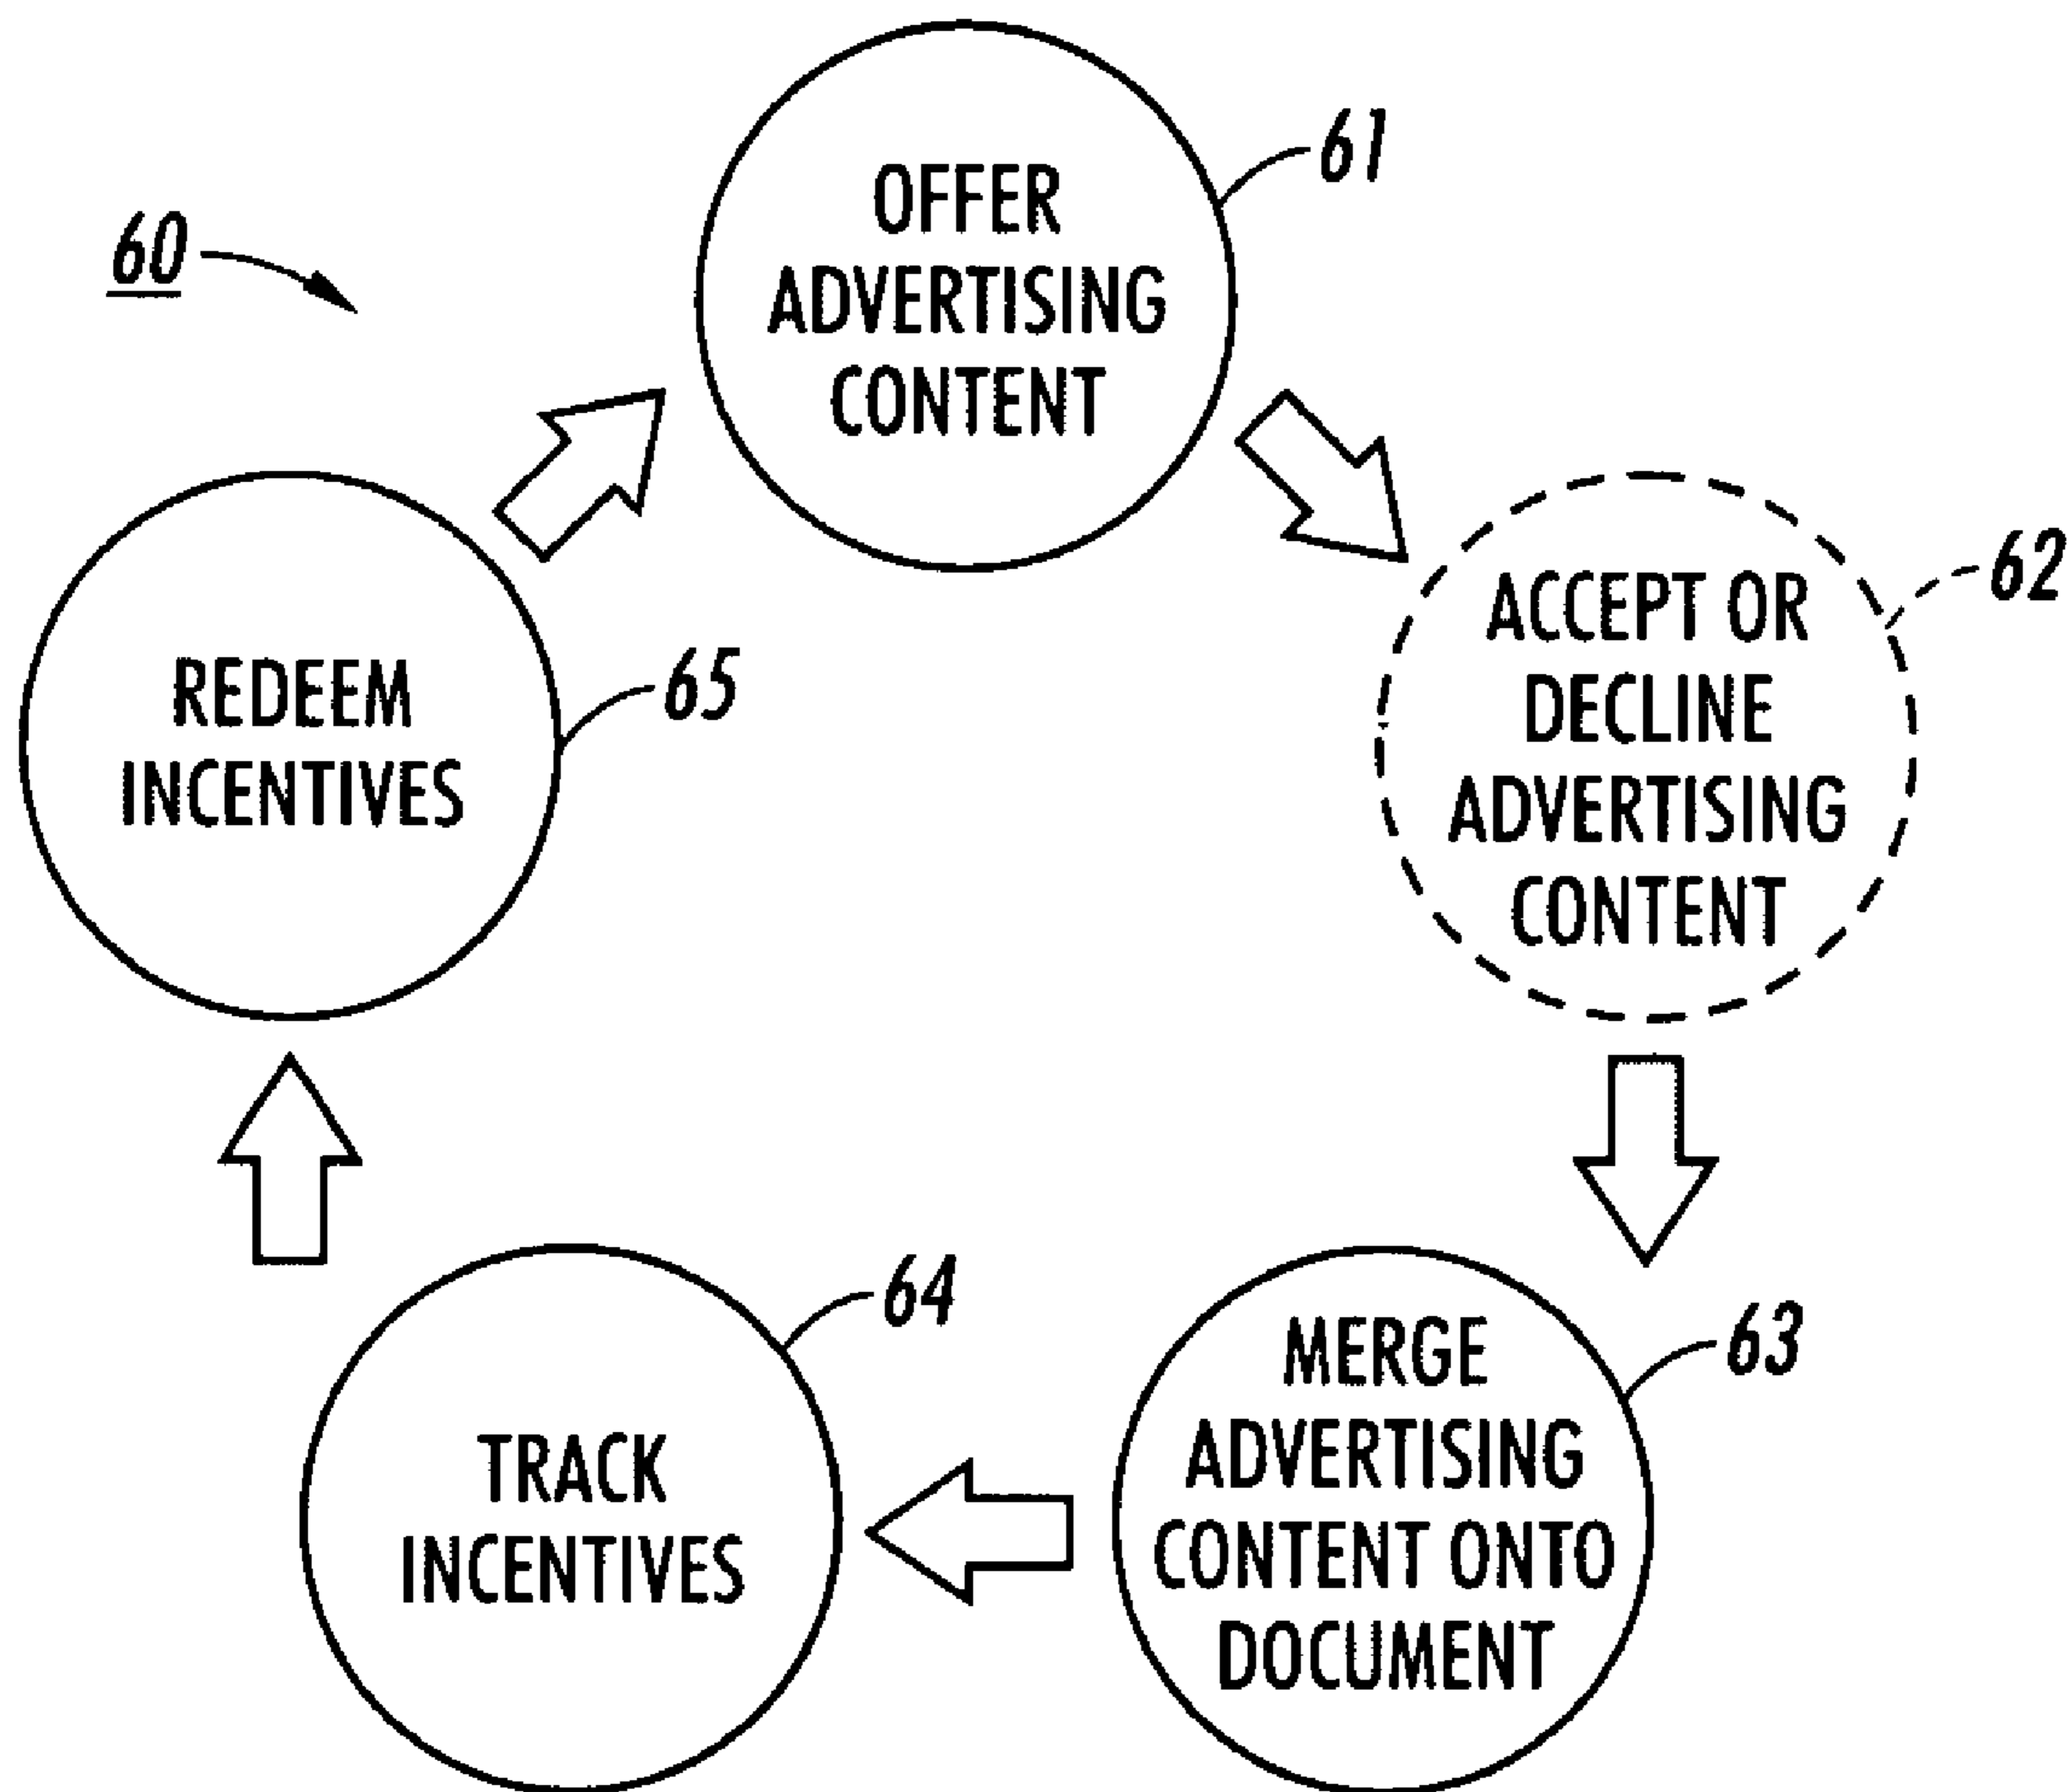 60
OFFER
ADVERTISING
CONTENT
61
ACCEPT OR
DECLINE
ADVERTISING
CONTENT
62
MERGE
ADVERTISING
CONTENT ONTO
DOCUMENT
63
TRACK
INCENTIVES
64
REDEEM
INCENTIVES
65